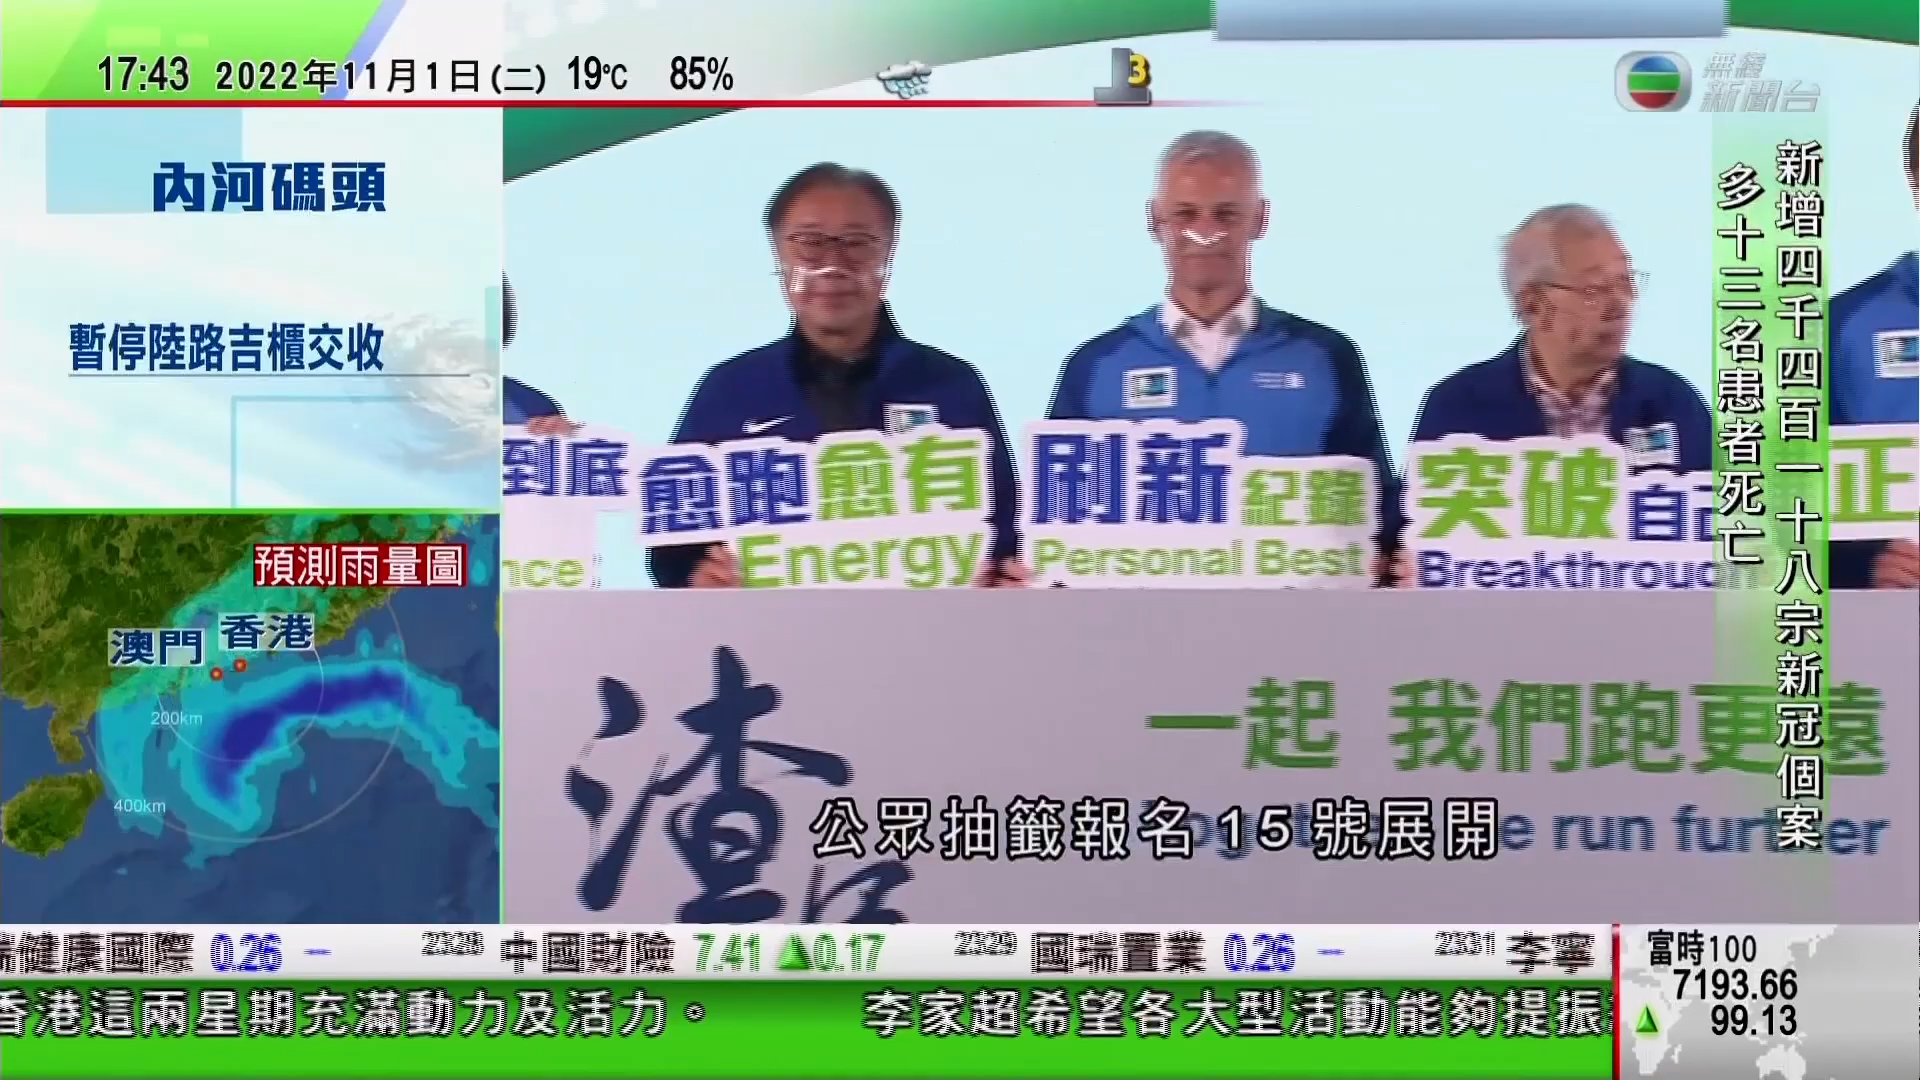 17:43 2022年11月1日(二) 19℃ 85%
3
無綫
新聞台
內河碼頭
暫停陸路吉櫃交收
預測雨量圖
澳門 香港
200km
400km
新增四千四百一十八宗新冠個案
多十三名患者死亡
到底
愈跑愈有
Energy
刷新 紀錄
Personal Best
突破 自己
Breakthrough
正
一起 我們跑更遠
渣
run further
公眾抽籤報名15號展開
健康國際 0.26 -- 2328 中國財險 7.41 ▲0.17 2329 國瑞置業 0.26 -- 2331 李寧
香港這兩星期充滿動力及活力。 李家超希望各大型活動能夠提振
富時100
7193.66
▲ 99.13